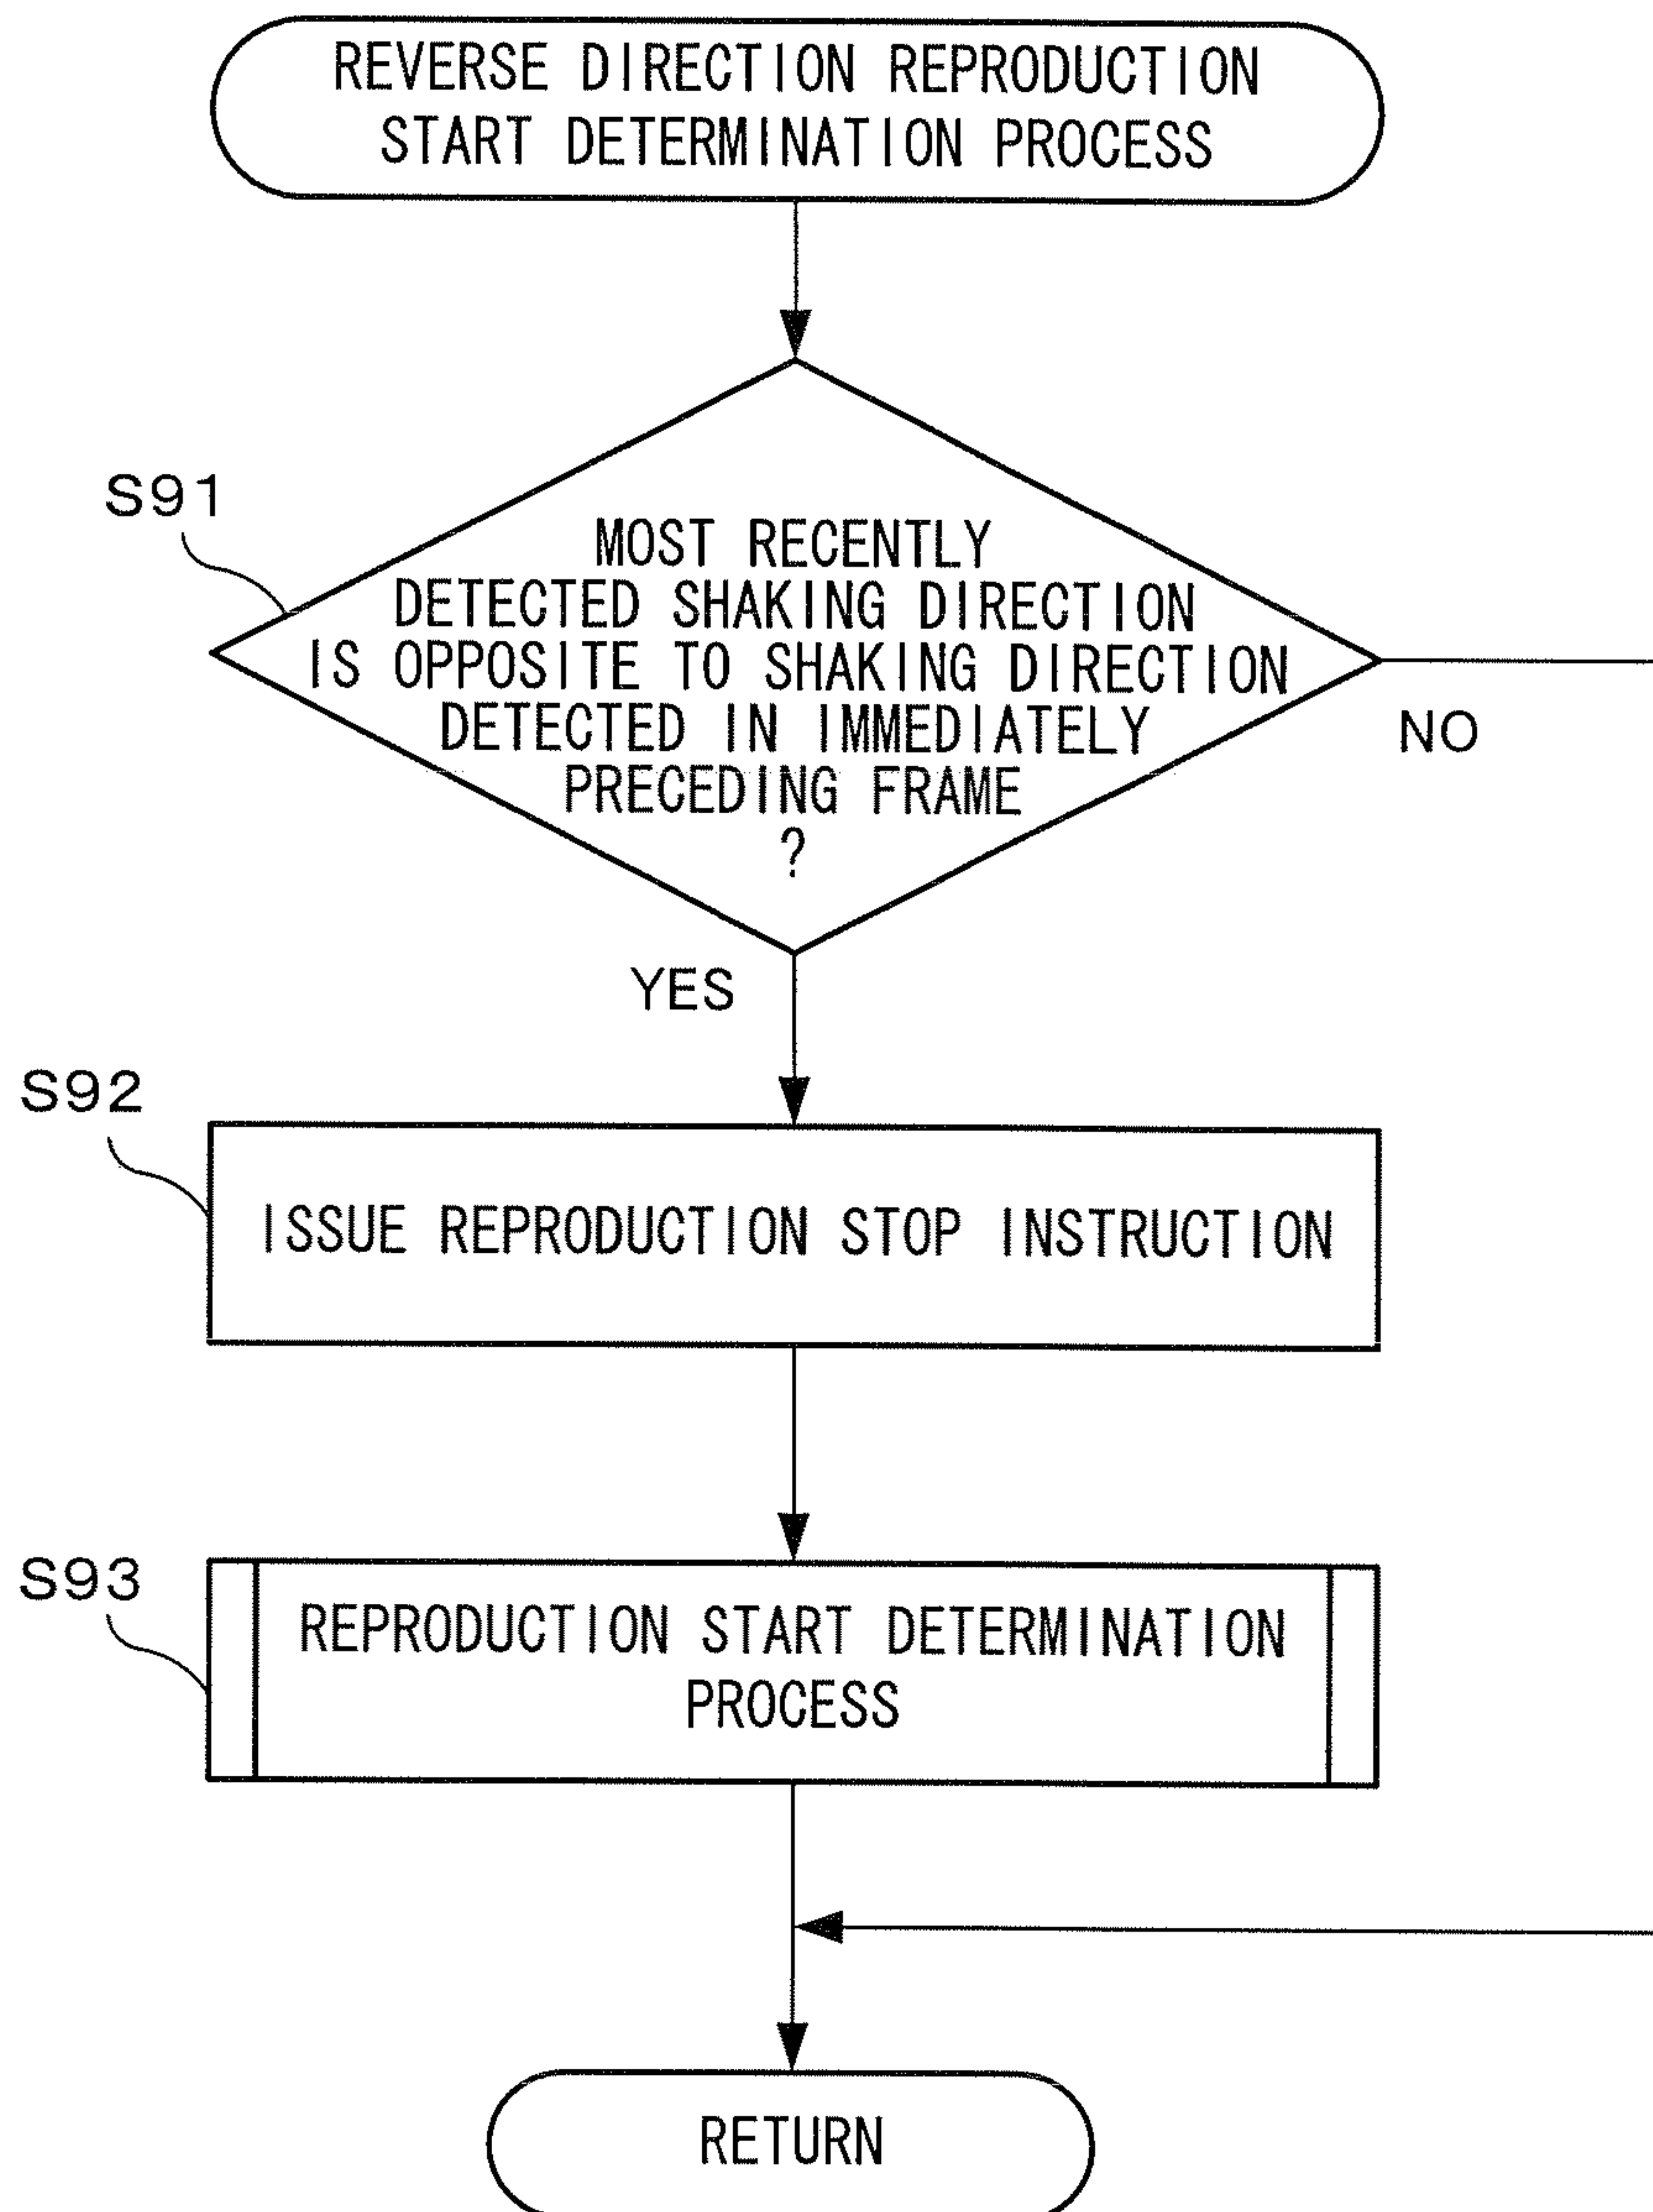 REVERSE DIRECTION REPRODUCTION
START DETERMINATION PROCESS
S91
MOST RECENTLY
DETECTED SHAKING DIRECTION
IS OPPOSITE TO SHAKING DIRECTION
DETECTED IN IMMEDIATELY
PRECEDING FRAME
?
NO
YES
S92
ISSUE REPRODUCTION STOP INSTRUCTION
S93
REPRODUCTION START DETERMINATION
PROCESS
RETURN